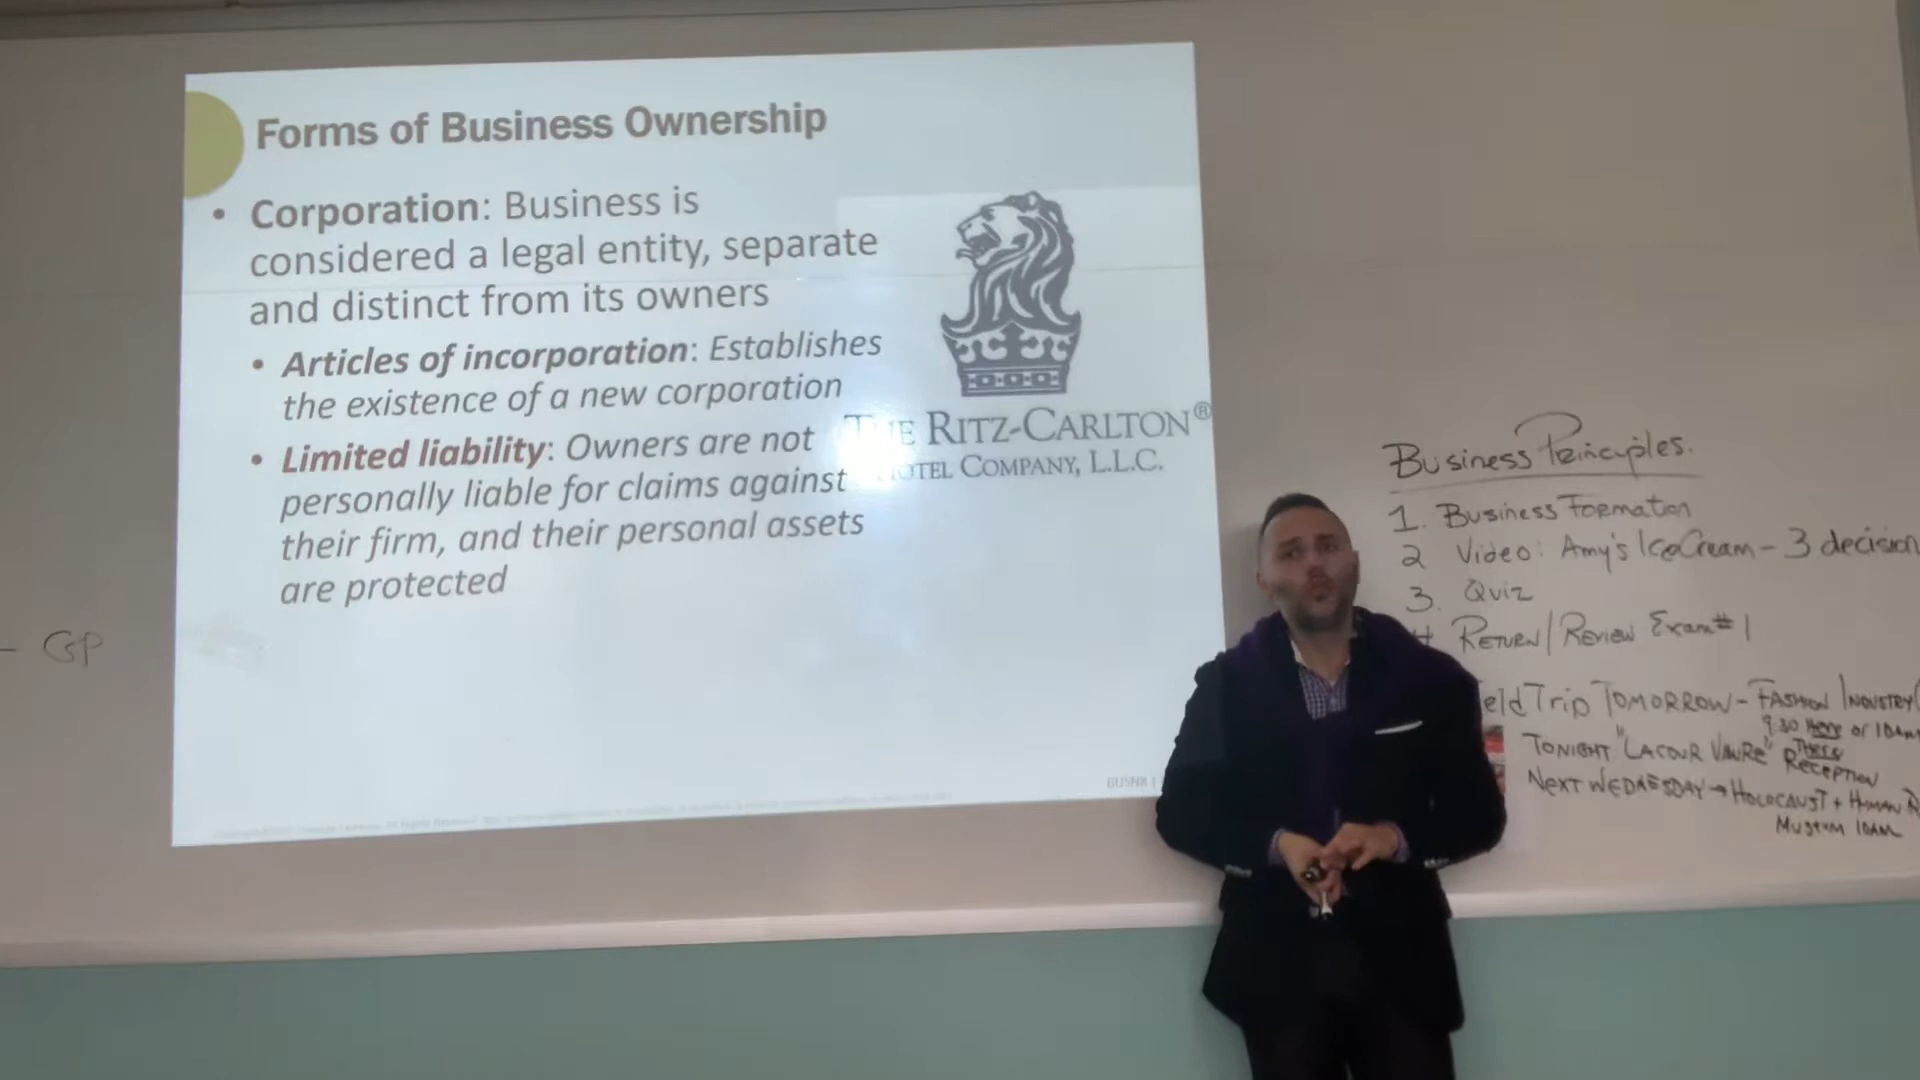 Forms of Business Ownership
• Corporation: Business is
considered a legal entity, separate
and distinct from its owners
• Articles of incorporation: Establishes
the existence of a new corporation
• Limited liability: Owners are not
personally liable for claims against
their firm, and their personal assets
are protected
THE RITZ-CARLTON®
HOTEL COMPANY, L.L.C.
BUSN8 |
- GP
Business Principles.
1. Business Formation
2 Video: Amy's IceCream - 3 decision
3. Quiz
4 RETURN/REVIEW Exam #1
eld Trip TOMORROW - FASHION INDUSTRY
9:30 Here or 10AM
There
TONIGHT "LACOUR" RECEPTION
NEXT WEDNESDAY → HOLOCAUST + HUMAN R
MUSEUM 10AM